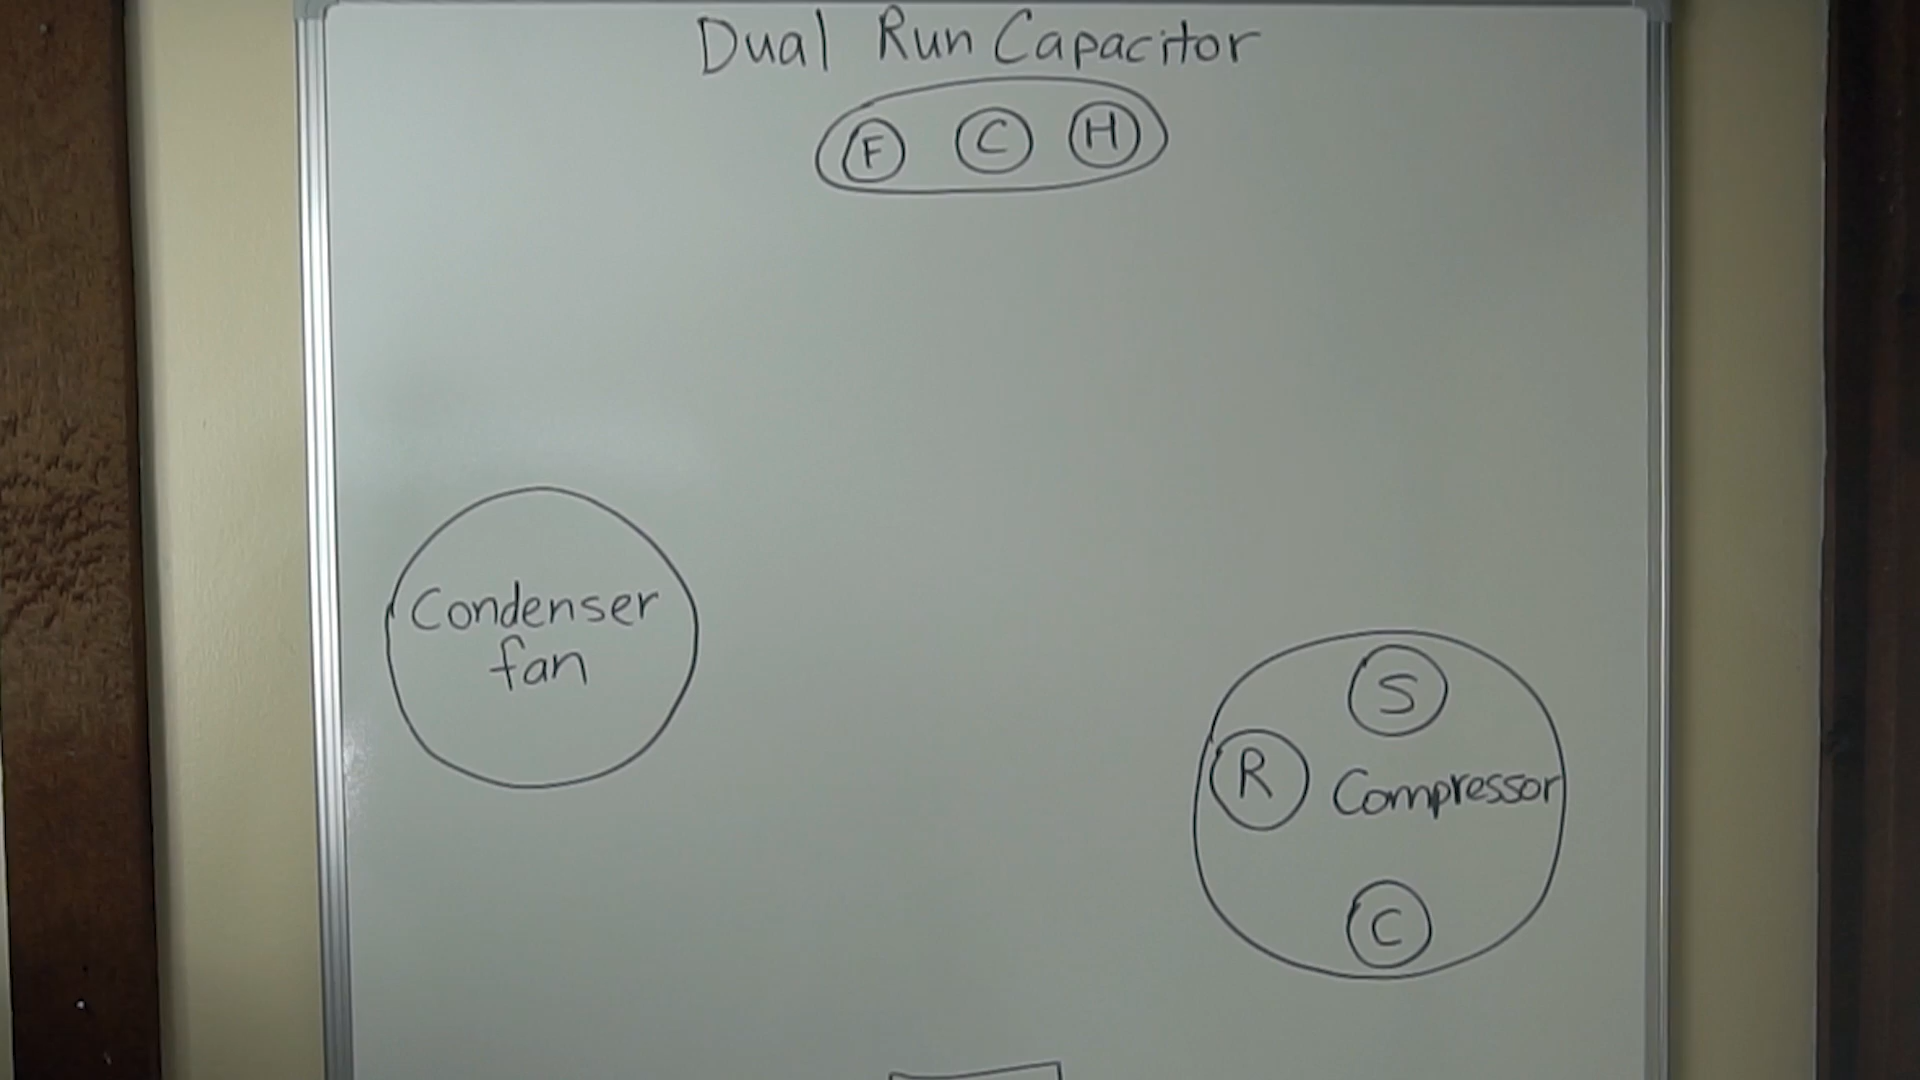 Dual Run Capacitor
F C H
Condenser
fan
S
R Compressor
C